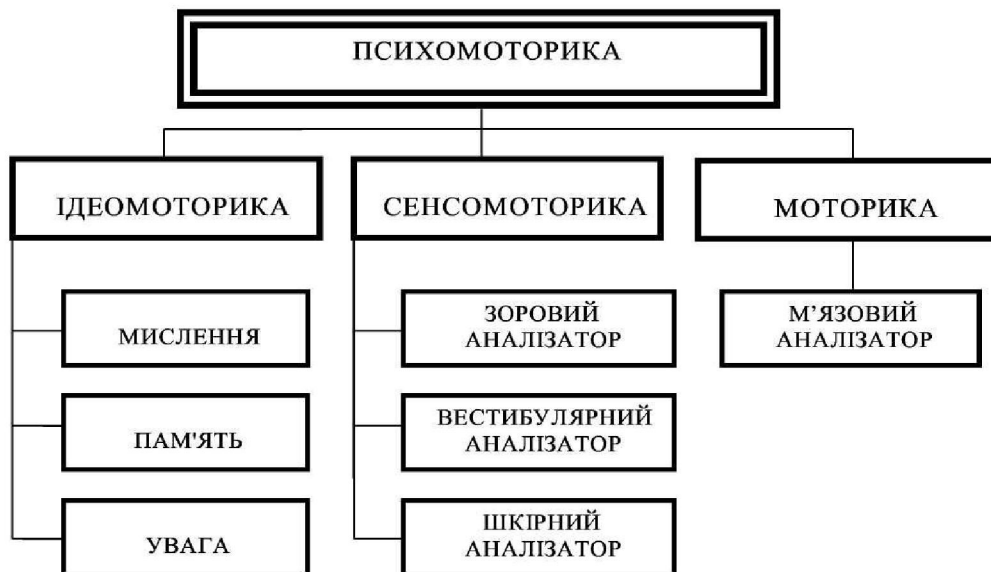 ПСИХОМОТОРИКА
ІДЕОМОТОРИКА
СЕНСОМОТОРИКА
МОТОРИКА
МИСЛЕННЯ
ПАМ'ЯТЬ
УВАГА
ЗОРОВИЙ
АНАЛІЗАТОР
ВЕСТИБУЛЯРНИЙ
АНАЛІЗАТОР
ШКІРНИЙ
АНАЛІЗАТОР
М’ЯЗОВИЙ
АНАЛІЗАТОР